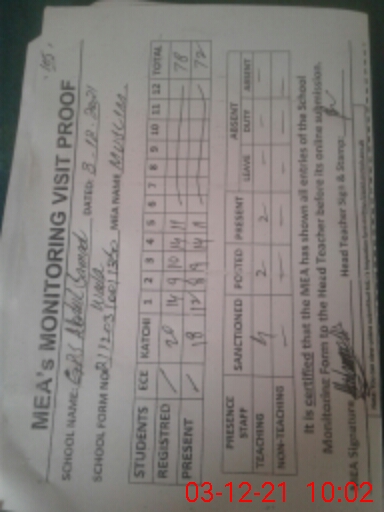 MEA's MONITORING VISIT PROOF
SCHOOL NAME GPS Abdul Samad DATED: 3.12.2021
SCHOOL FORM NO MEA NAME
STUDENTS ECE KATCHI 1 2 3 4 5 6 7 8 9 10 11 12 TOTAL
REGISTRED 20 14 9 10 14 11 78
PRESENT 18 12 14 11 72
PRESENCE STAFF SANCTIONED POSTED PRESENT ABSENT
LEAVE DUTY ABSENT
TEACHING 4 2 2 - - -
NON-TEACHING - - - - - -
It is certified that the MEA has shown all entries of the School
Monitoring Form to the Head Teacher before its online submission.
MEA Signature Head Teacher Sign & Stamp:
03-12-21 10:02